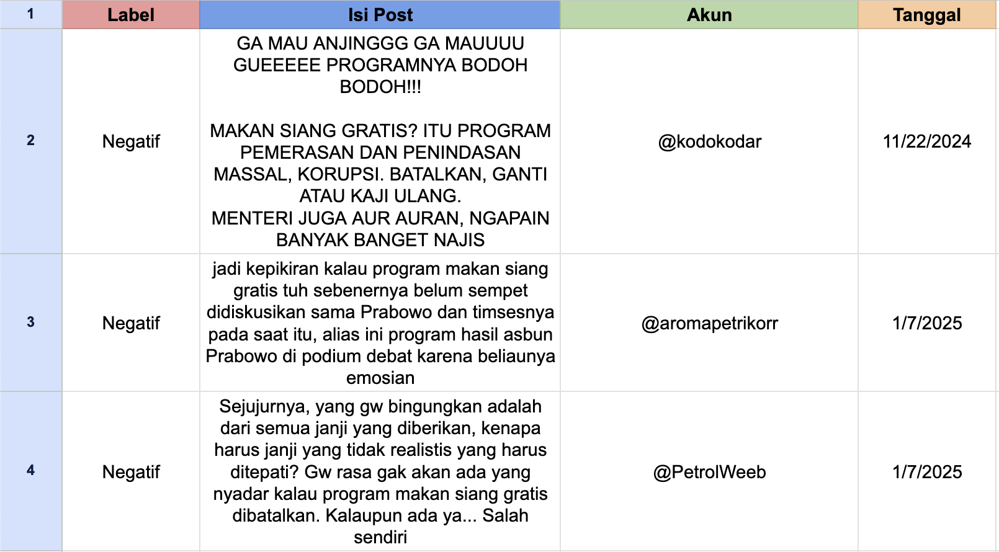 1 Label Isi Post Akun Tanggal
GA MAU ANJINGGG GA MAUUUU
GUEEEEE PROGRAMNYA BODOH
BODOH!!!
MAKAN SIANG GRATIS? ITU PROGRAM
2 Negatif @kodokodar 11/22/2024
PEMERASAN DAN PENINDASAN
MASSAL, KORUPSI. BATALKAN, GANTI
ATAU KAJI ULANG.
MENTERI JUGA AUR AURAN, NGAPAIN
BANYAK BANGET NAJIS
jadi kepikiran kalau program makan siang
gratis tuh sebenernya belum sempet
didiskusikan sama Prabowo dan timsesnya
3 Negatif @aromapetrikorr 1/7/2025
pada saat itu, alias ini program hasil asbun
Prabowo di podium debat karena beliaunya
emosian
Sejujurnya, yang gw bingungkan adalah
dari semua janji yang diberikan, kenapa
harus janji yang tidak realistis yang harus
4 Negatif @PetrolWeeb 1/7/2025
ditepati? Gw rasa gak akan ada yang
nyadar kalau program makan siang gratis
dibatalkan. Kalaupun ada ya... Salah
sendiri